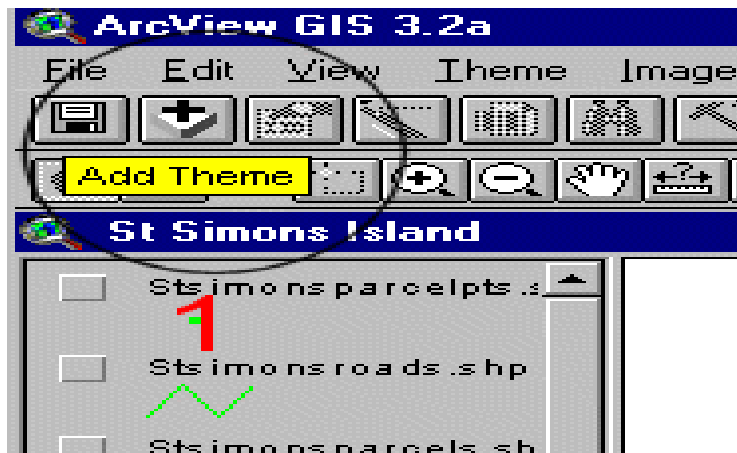 ArcView GIS 3.2a
File Edit View Theme Image
Add Theme
St Simons Island
Stsimonsparcelpts.s
1
Stsimonsroads.shp
Stsimonsparcels.sh